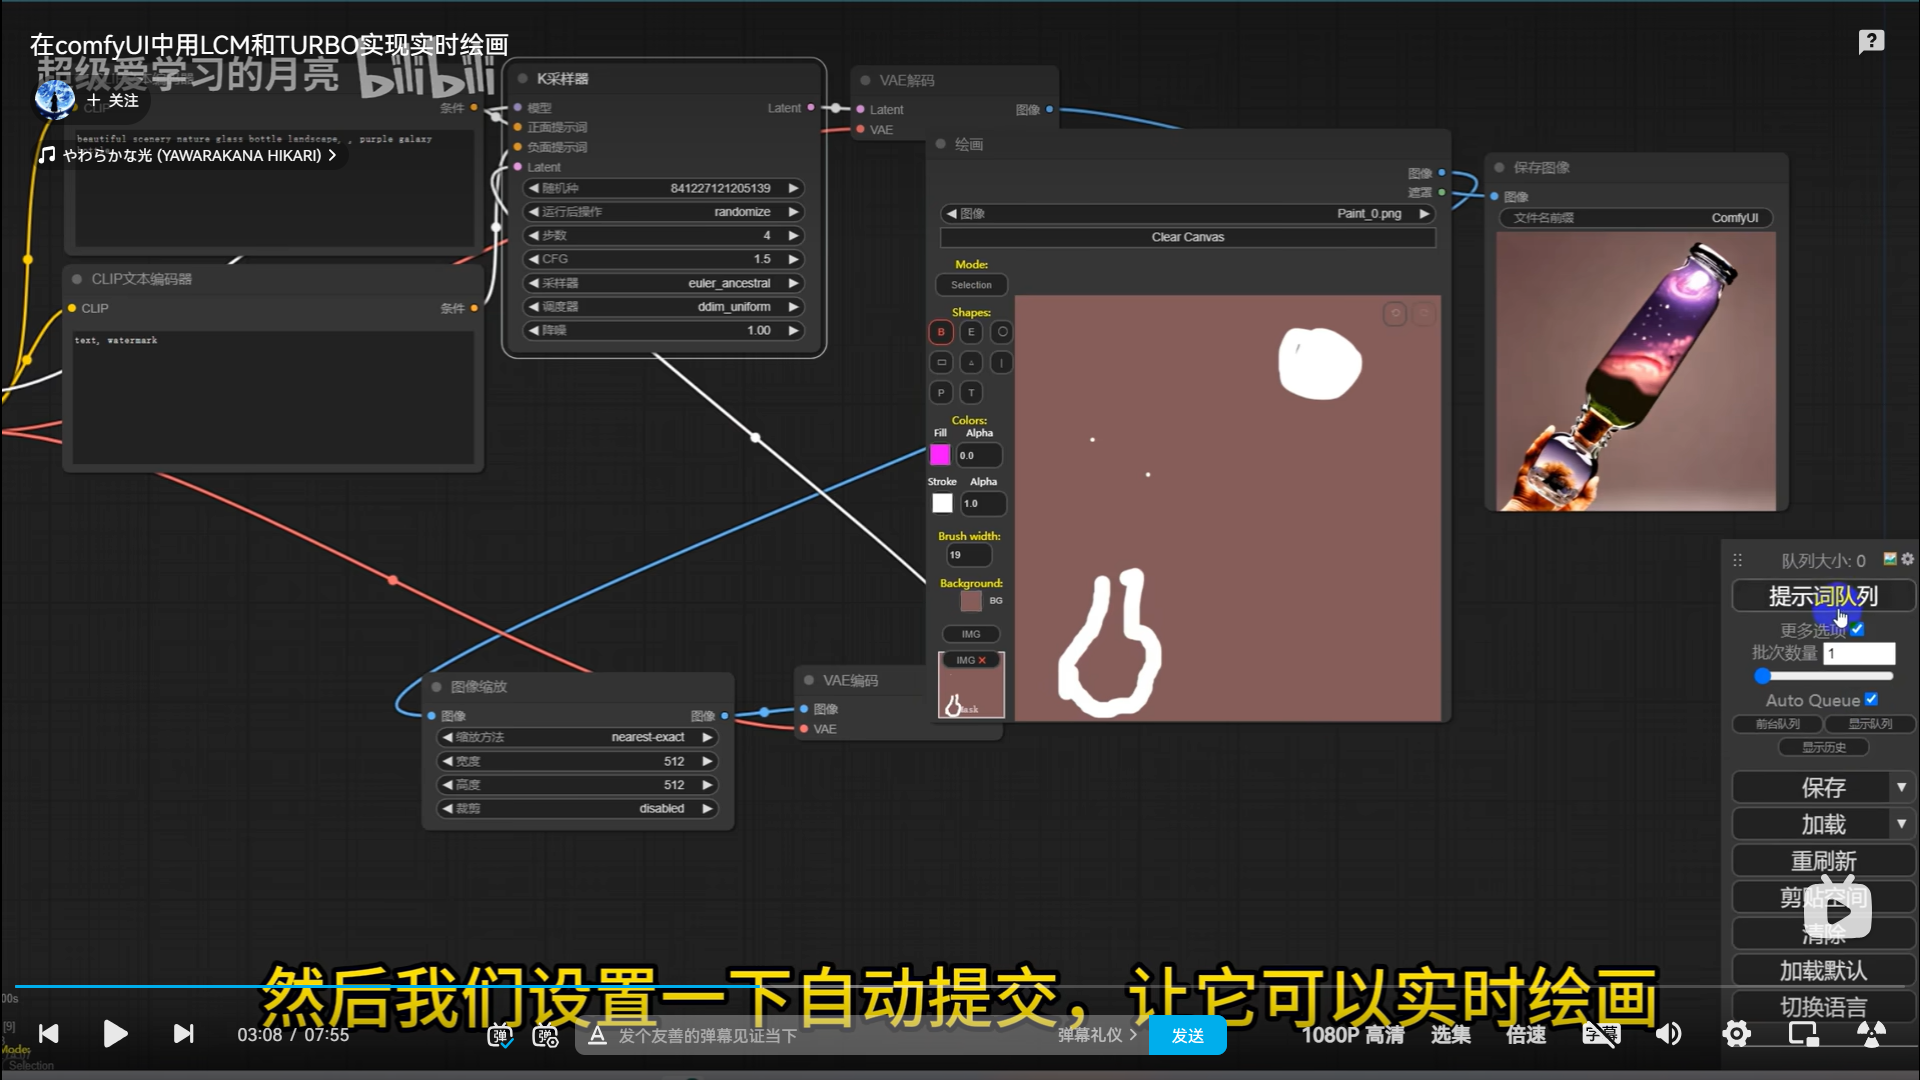 在comfyUI中用LCM和TURBO实现实时绘画
超级爱学习的月亮 bilibili
关注
やわらかな光 (YAWARAKANA HIKARI)
条件
beautiful scenery nature glass bottle landscape, , purple galaxy
CLIP文本编码器
CLIP
条件
text, watermark
K采样器
模型
Latent
正面提示词
负面提示词
Latent
随机种 841227121205139
运行后操作 randomize
步数 4
CFG 1.5
采样器 euler_ancestral
调度器 ddim_uniform
降噪 1.00
VAE解码
Latent
图像
VAE
绘画
图像
遮罩
图像 Paint_0.png
Clear Canvas
Mode:
Selection
Shapes:
B E
P T
Colors:
Fill Alpha
0.0
Stroke Alpha
1.0
Brush width:
19
Background:
BG
IMG
IMG
保存图像
图像
文件名前缀 ComfyUI
图像缩放
图像
图像
缩放方法 nearest-exact
宽度 512
高度 512
裁剪 disabled
VAE编码
图像
VAE
队列大小: 0
提示词队列
更多选项
批次数量 1
Auto Queue
前台队列 显示队列
显示历史
保存
加载
重刷新
剪贴空间
清除
加载默认
切换语言
然后我们设置一下自动提交，让它可以实时绘画
00s
[9]
Mode:
Selection
03:08 / 07:55
弹
弹
发个友善的弹幕见证当下
弹幕礼仪
发送
1080P 高清
选集
倍速
字幕